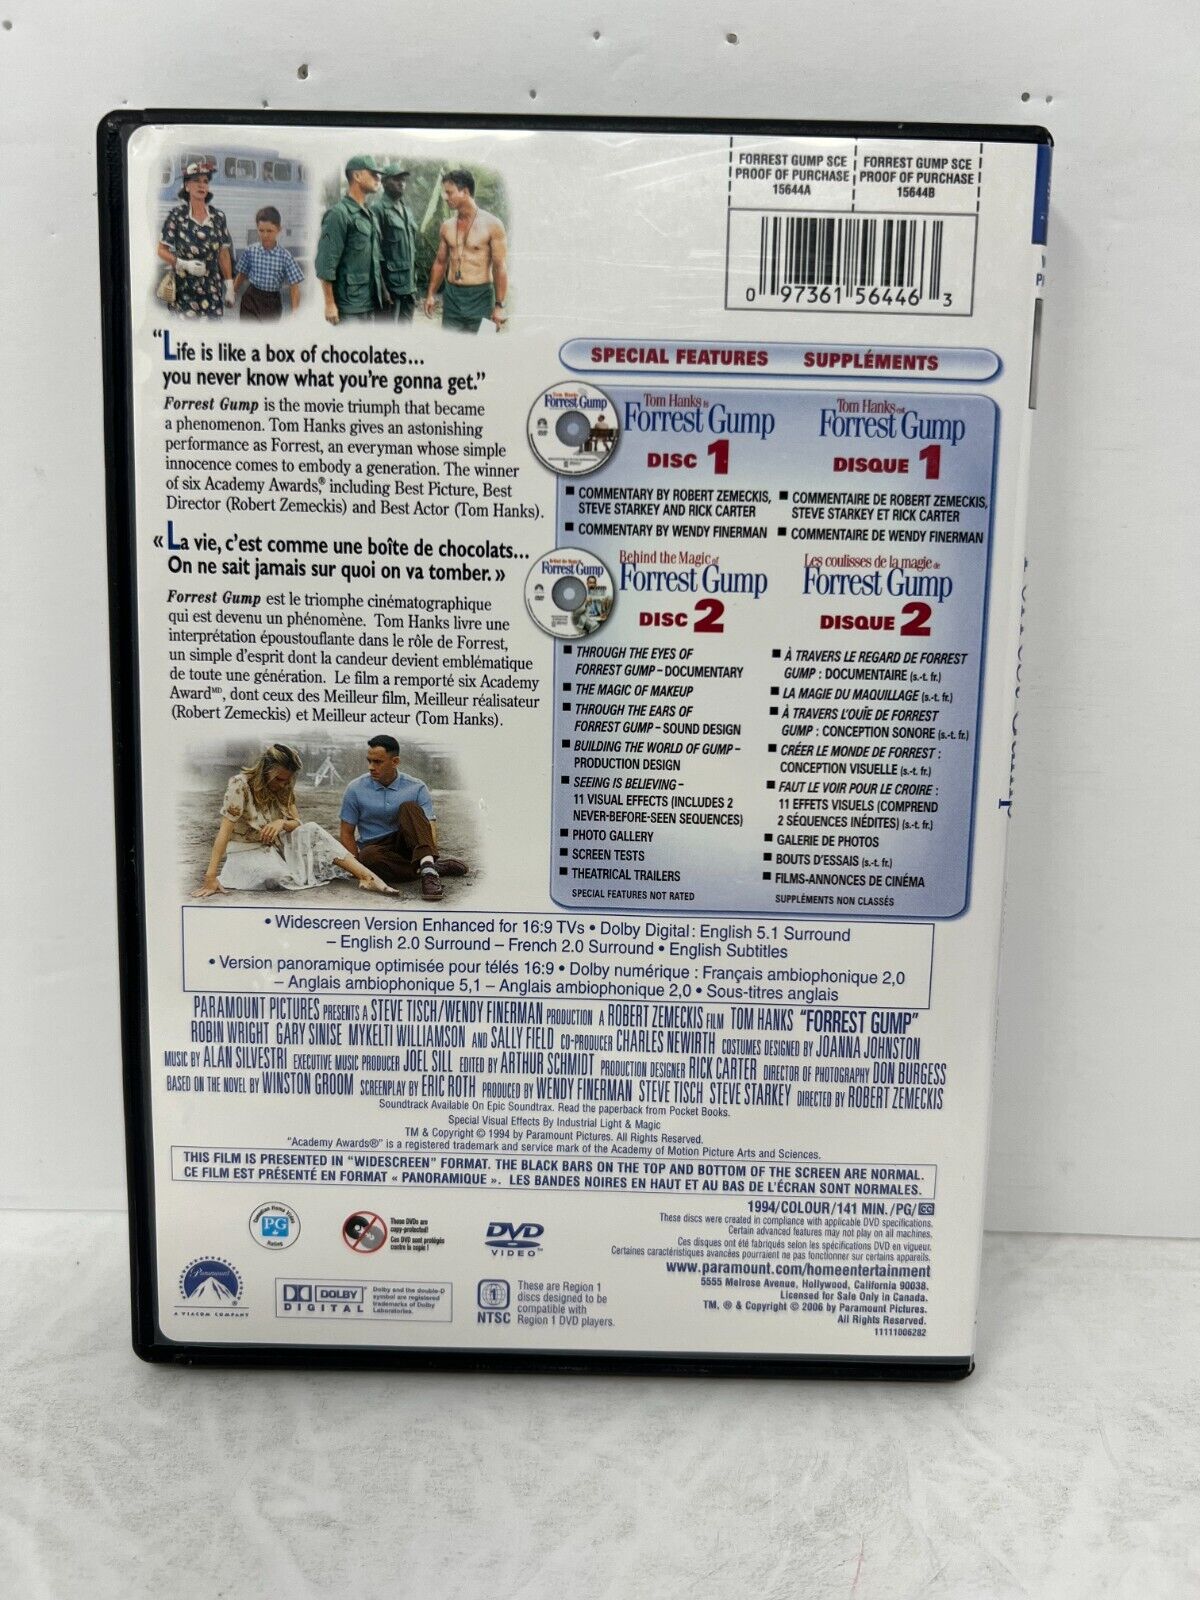 FORREST GUMP SCE
PROOF OF PURCHASE
15644A
FORREST GUMP SCE
PROOF OF PURCHASE
15644B
0 97361 56446 3
"Life is like a box of chocolates...
you never know what you're gonna get."
Forrest Gump is the movie triumph that became
a phenomenon. Tom Hanks gives an astonishing
performance as Forrest, an everyman whose simple
innocence comes to embody a generation. The winner
of six Academy Awards,® including Best Picture, Best
Director (Robert Zemeckis) and Best Actor (Tom Hanks).
« La vie, c'est comme une boîte de chocolats...
On ne sait jamais sur quoi on va tomber. »
Forrest Gump est le triomphe cinématographique
qui est devenu un phénomène. Tom Hanks livre une
interprétation époustouflante dans le rôle de Forrest,
un simple d'esprit dont la candeur devient emblématique
de toute une génération. Le film a remporté six Academy
Award MD, dont ceux des Meilleur film, Meilleur réalisateur
(Robert Zemeckis) et Meilleur acteur (Tom Hanks).
SPECIAL FEATURES SUPPLÉMENTS
Forrest Gump
Tom Hanks is
Forrest Gump
DISC 1
■ COMMENTARY BY ROBERT ZEMECKIS,
STEVE STARKEY AND RICK CARTER
■ COMMENTARY BY WENDY FINERMAN
Tom Hanks est
Forrest Gump
DISQUE 1
■ COMMENTAIRE DE ROBERT ZEMECKIS,
STEVE STARKEY ET RICK CARTER
■ COMMENTAIRE DE WENDY FINERMAN
Forrest Gump
Behind the Magic of
Forrest Gump
DISC 2
■ THROUGH THE EYES OF
FORREST GUMP – DOCUMENTARY
■ THE MAGIC OF MAKEUP
■ THROUGH THE EARS OF
FORREST GUMP – SOUND DESIGN
■ BUILDING THE WORLD OF GUMP –
PRODUCTION DESIGN
■ SEEING IS BELIEVING –
11 VISUAL EFFECTS (INCLUDES 2
NEVER-BEFORE-SEEN SEQUENCES)
■ PHOTO GALLERY
■ SCREEN TESTS
■ THEATRICAL TRAILERS
SPECIAL FEATURES NOT RATED
Les coulisses de la magie de
Forrest Gump
DISQUE 2
■ À TRAVERS LE REGARD DE FORREST
GUMP : DOCUMENTAIRE (s.-t. fr.)
■ LA MAGIE DU MAQUILLAGE (s.-t. fr.)
■ À TRAVERS L'OUÏE DE FORREST
GUMP : CONCEPTION SONORE (s.-t. fr.)
■ CRÉER LE MONDE DE FORREST :
CONCEPTION VISUELLE (s.-t. fr.)
■ FAUT LE VOIR POUR LE CROIRE :
11 EFFETS VISUELS (COMPREND
2 SÉQUENCES INÉDITES) (s.-t. fr.)
■ GALERIE DE PHOTOS
■ BOUTS D'ESSAIS (s.-t. fr.)
■ FILMS-ANNONCES DE CINÉMA
SUPPLÉMENTS NON CLASSÉS
• Widescreen Version Enhanced for 16:9 TVs • Dolby Digital: English 5.1 Surround
– English 2.0 Surround – French 2.0 Surround • English Subtitles
• Version panoramique optimisée pour télés 16:9 • Dolby numérique : Français ambiophonique 2,0
– Anglais ambiophonique 5,1 – Anglais ambiophonique 2,0 • Sous-titres anglais
PARAMOUNT PICTURES PRESENTS A STEVE TISCH/WENDY FINERMAN PRODUCTION A ROBERT ZEMECKIS FILM TOM HANKS "FORREST GUMP"
ROBIN WRIGHT GARY SINISE MYKELTI WILLIAMSON AND SALLY FIELD CO-PRODUCER CHARLES NEWIRTH COSTUMES DESIGNED BY JOANNA JOHNSTON
MUSIC BY ALAN SILVESTRI EXECUTIVE MUSIC PRODUCER JOEL SILL EDITED BY ARTHUR SCHMIDT PRODUCTION DESIGNER RICK CARTER DIRECTOR OF PHOTOGRAPHY DON BURGESS
BASED ON THE NOVEL BY WINSTON GROOM SCREENPLAY BY ERIC ROTH PRODUCED BY WENDY FINERMAN STEVE TISCH STEVE STARKEY DIRECTED BY ROBERT ZEMECKIS
Soundtrack Available On Epic Soundtrax. Read the paperback from Pocket Books.
Special Visual Effects By Industrial Light & Magic
TM & Copyright © 1994 by Paramount Pictures. All Rights Reserved.
"Academy Awards®" is a registered trademark and service mark of the Academy of Motion Picture Arts and Sciences.
THIS FILM IS PRESENTED IN "WIDESCREEN" FORMAT. THE BLACK BARS ON THE TOP AND BOTTOM OF THE SCREEN ARE NORMAL.
CE FILM EST PRÉSENTÉ EN FORMAT « PANORAMIQUE ». LES BANDES NOIRES EN HAUT ET AU BAS DE L'ÉCRAN SONT NORMALES.
Canadian Home Video
PG
Ratings
These DVDs are
copy-protected!
Ces DVD sont protégés
contre la copie !
DVD
VIDEO
1994/COLOUR/141 MIN./PG/CC
These discs were created in compliance with applicable DVD specifications.
Certain advanced features may not play on all machines.
Ces disques ont été fabriqués selon les spécifications DVD en vigueur.
Certaines caractéristiques avancées pourraient ne pas fonctionner sur certains appareils.
www.paramount.com/homeentertainment
5555 Melrose Avenue, Hollywood, California 90038.
Licensed for Sale Only in Canada.
TM, ® & Copyright © 2006 by Paramount Pictures.
All Rights Reserved.
11111006282
Paramount
A VIACOM COMPANY
DOLBY
DIGITAL
Dolby and the double-D
symbol are registered
trademarks of Dolby
Laboratories.
1
NTSC
These are Region 1
discs designed to be
compatible with
Region 1 DVD players.